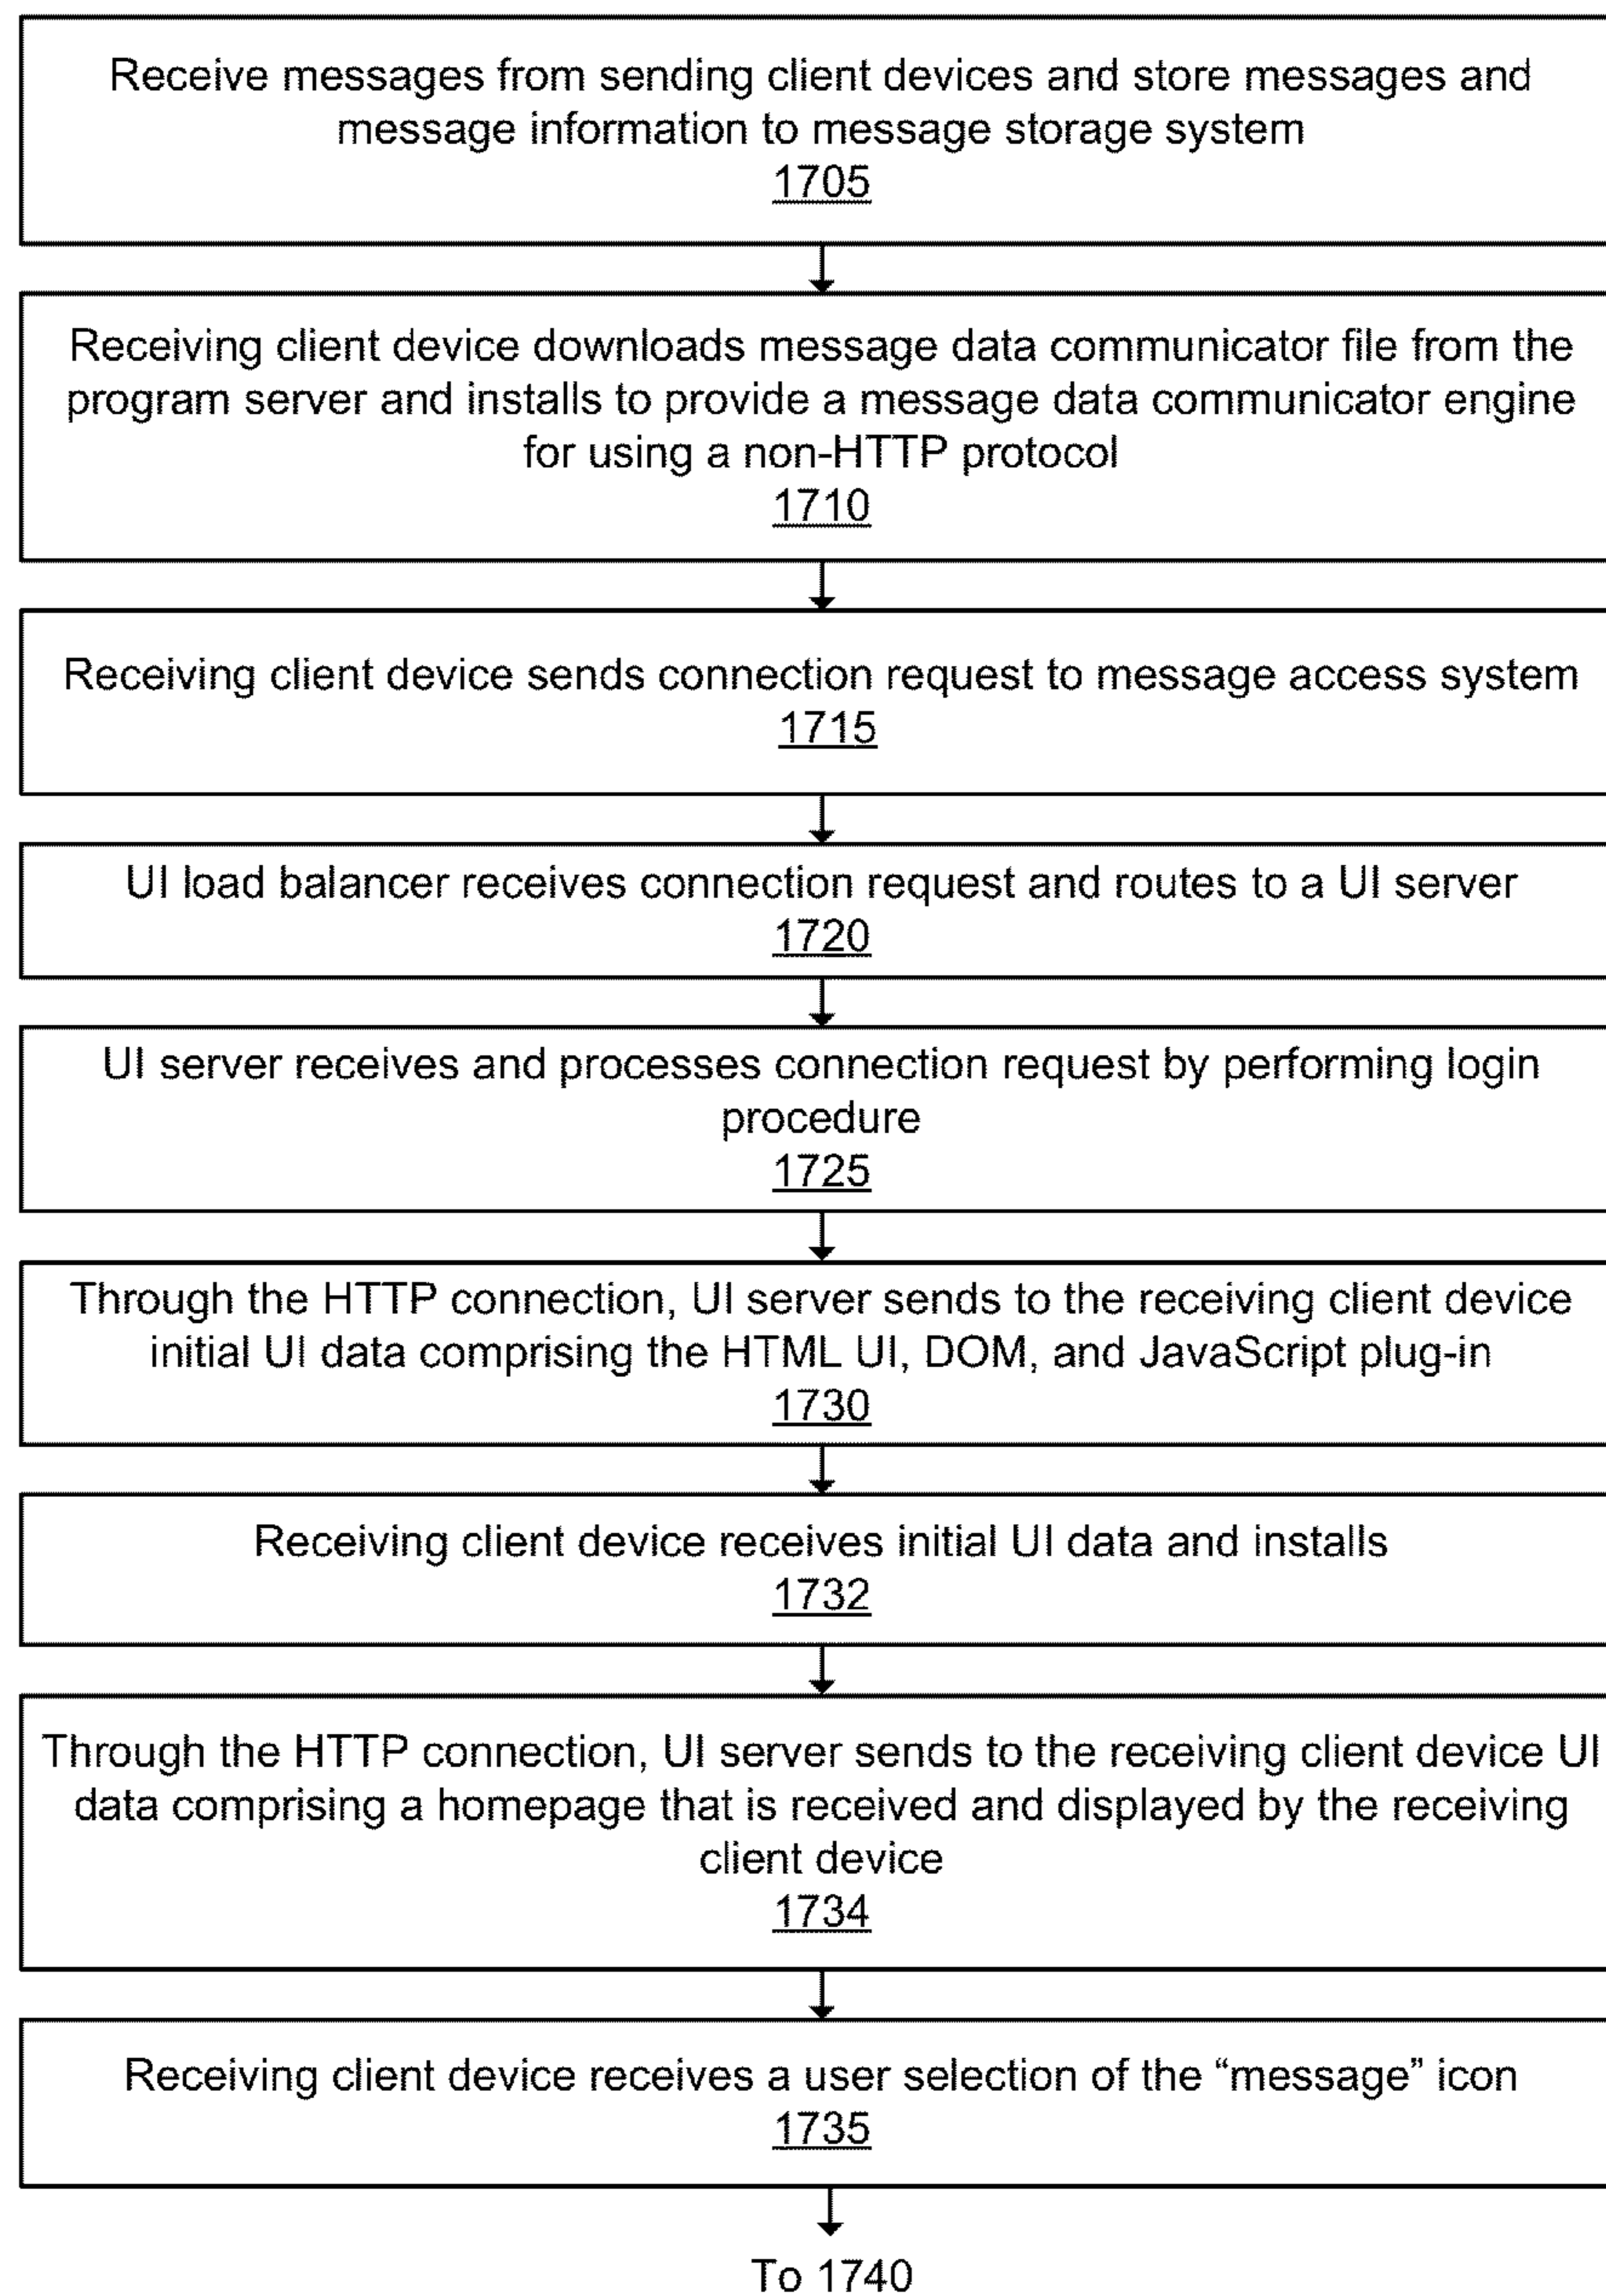 Receive messages from sending client devices and store messages and
message information to message storage system
1705
Receiving client device downloads message data communicator file from the
program server and installs to provide a message data communicator engine
for using a non-HTTP protocol
1710
Receiving client device sends connection request to message access system
1715
UI load balancer receives connection request and routes to a UI server
1720
UI server receives and processes connection request by performing login
procedure
1725
Through the HTTP connection, UI server sends to the receiving client device
initial UI data comprising the HTML UI, DOM, and JavaScript plug-in
1730
Receiving client device receives initial UI data and installs
1732
Through the HTTP connection, UI server sends to the receiving client device UI
data comprising a homepage that is received and displayed by the receiving
client device
1734
Receiving client device receives a user selection of the “message” icon
1735
To 1740